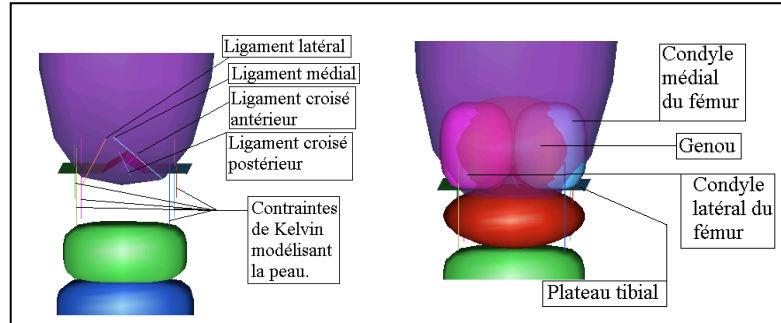 Ligament latéral
Ligament médial
Ligament croisé
antérieur
Ligament croisé
postérieur
Contraintes
de Kelvin
modélisant
la peau.
Condyle
médial
du fémur
Genou
Condyle
latéral du
fémur
Plateau tibial